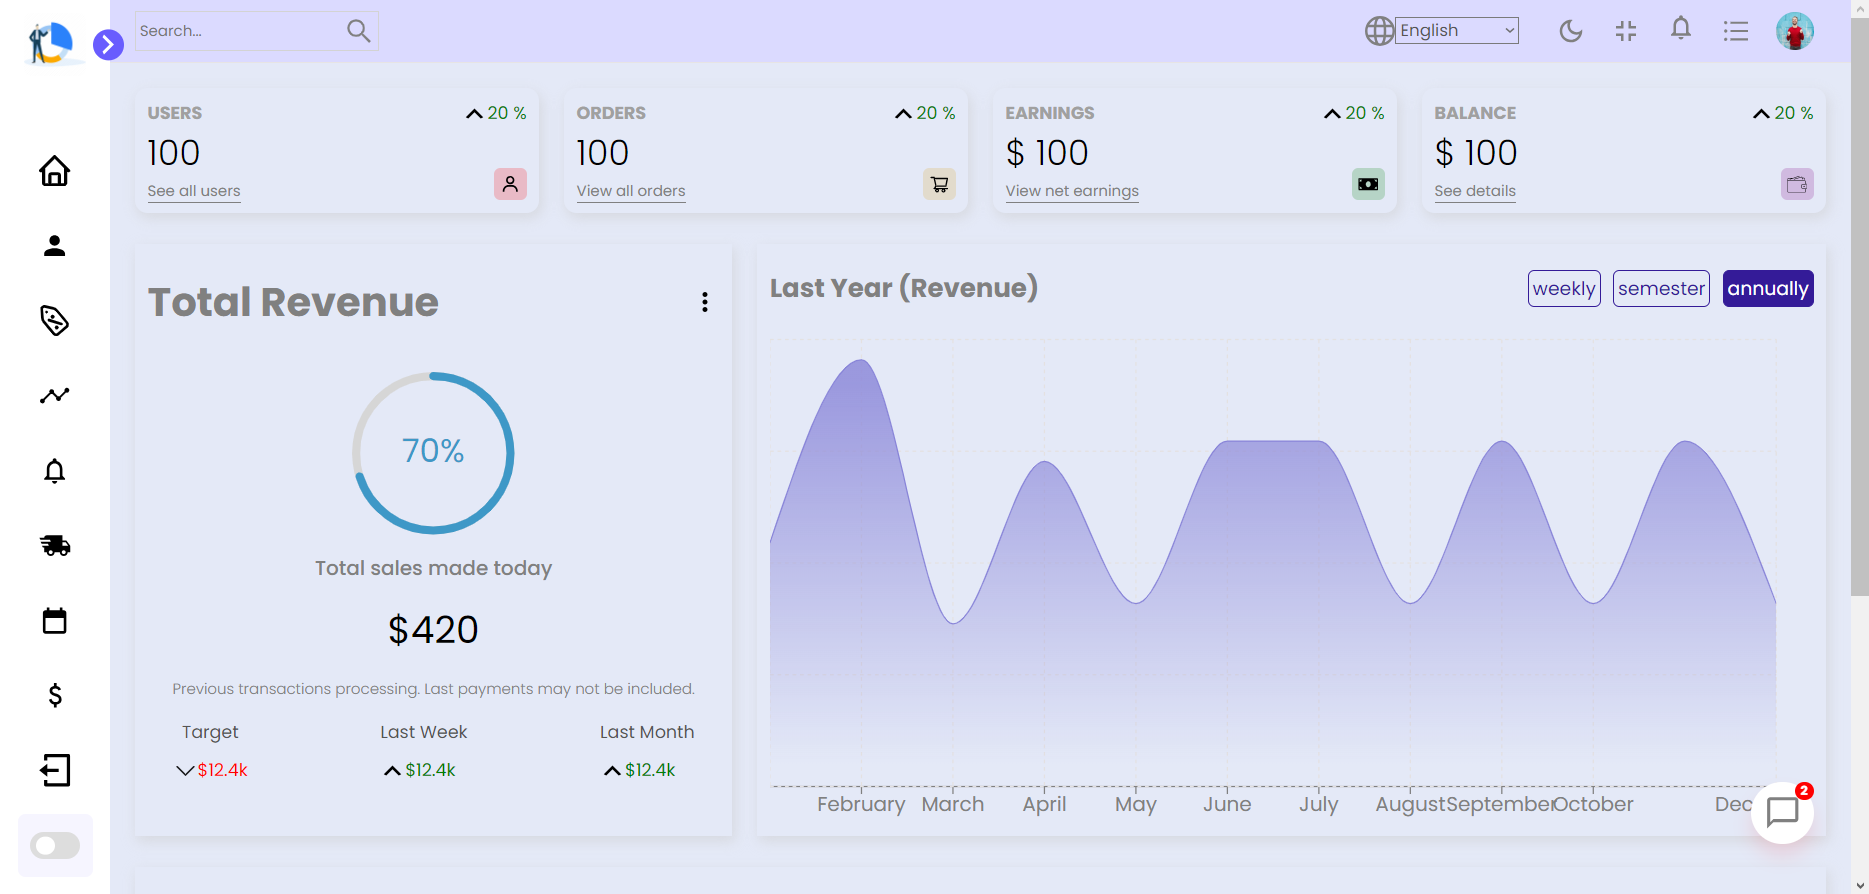 Search...
English
USERS
20 %
100
See all users
ORDERS
20 %
100
View all orders
EARNINGS
20 %
$ 100
View net earnings
BALANCE
20 %
$ 100
See details
Total Revenue
70%
Total sales made today
$420
Previous transactions processing. Last payments may not be included.
Target
Last Week
Last Month
$12.4k
$12.4k
$12.4k
Last Year (Revenue)
weekly
semester
annually
February
March
April
May
June
July
August
September
October
Dec
2